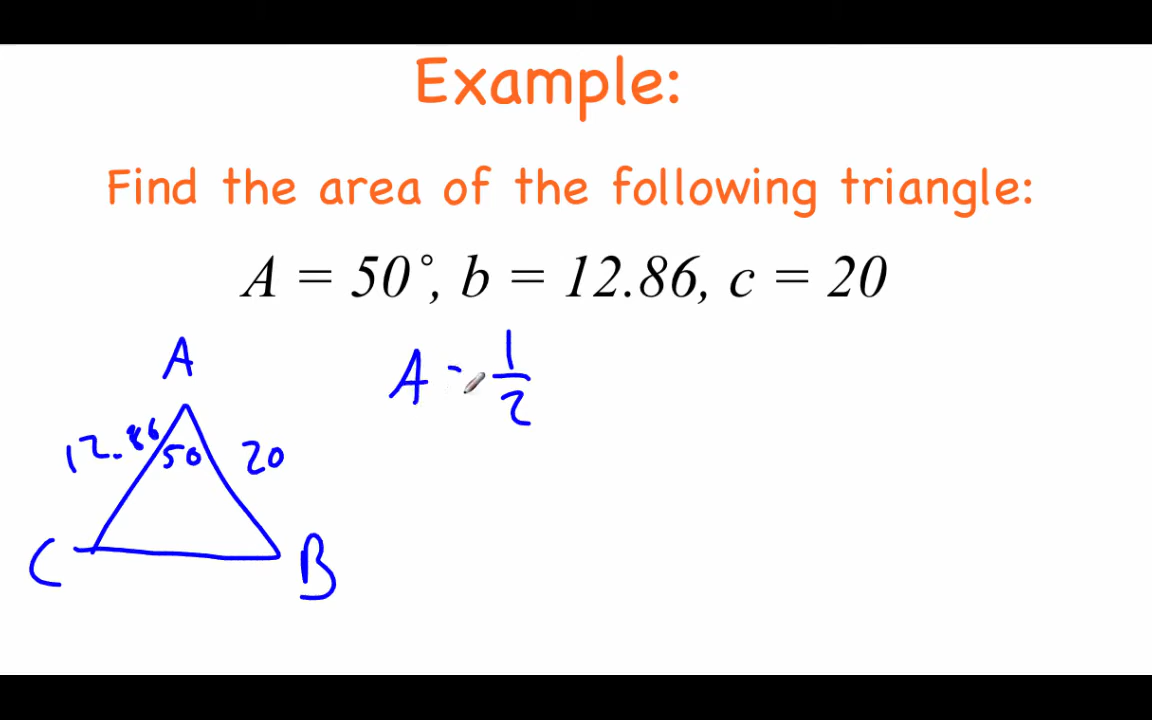 Example:
Find the area of the following triangle:
A = 50°, b = 12.86, c = 20
A
A = 1/2
12.86
50
20
C
B